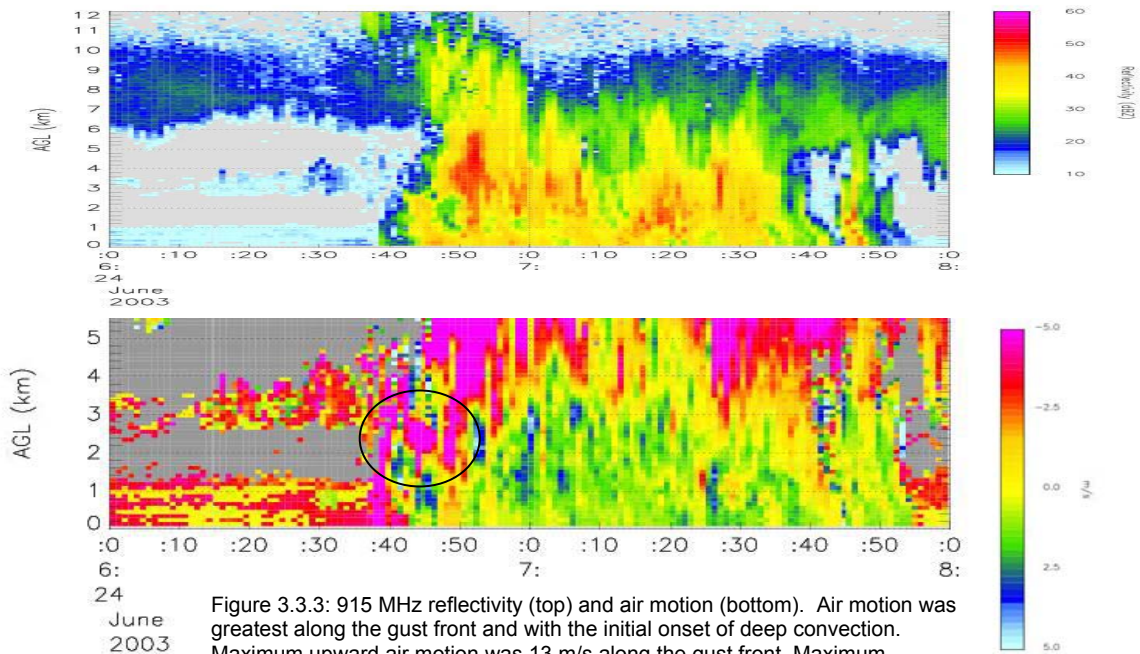 12
11
10
9
8
7
6
5
4
3
2
1
0
AGL (km)
:0 :10 :20 :30 :40 :50 :0 :10 :20 :30 :40 :50 :0
6: 7: 8:
24
June
2003
60
50
40
30
20
10
Reflectivity (dBZ)
5
4
3
2
1
0
AGL (km)
:0 :10 :20 :30 :40 :50 :0 :10 :20 :30 :40 :50 :0
6: 7: 8:
24
June
2003
-5.0
-2.5
0.0
2.5
5.0
m/s
Figure 3.3.3: 915 MHz reflectivity (top) and air motion (bottom). Air motion was
greatest along the gust front and with the initial onset of deep convection.
Maximum upward air motion was 13 m/s along the gust front. Maximum